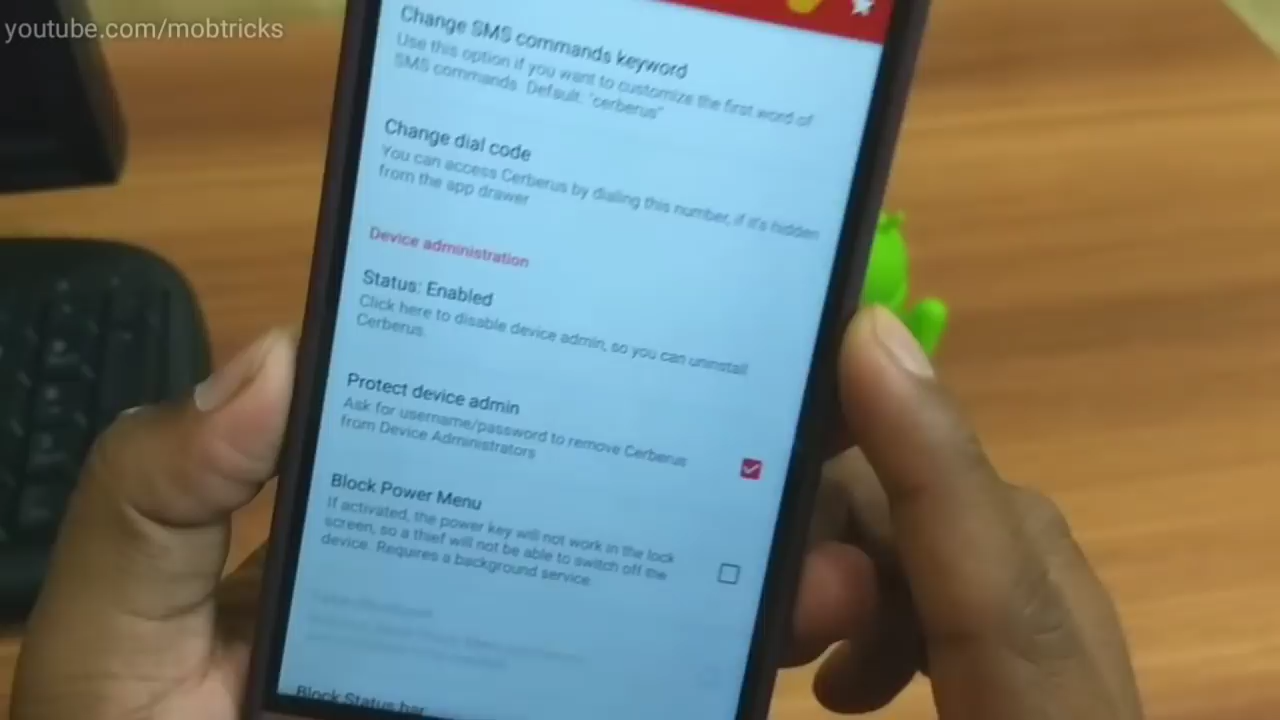 youtube.com/mobtricks
Change SMS commands keyword
Use this option if you want to customize the first word of
SMS commands. Default: "cerberus"
Change dial code
You can access Cerberus by dialing this number, if it's hidden
from the app drawer
Device administration
Status: Enabled
Click here to disable device admin, so you can uninstall
Cerberus.
Protect device admin
Ask for username/password to remove Cerberus
from Device Administrators
Block Power Menu
If activated, the power key will not work in the lock
screen, so a thief will not be able to switch off the
device. Requires a background service.
Block Status bar